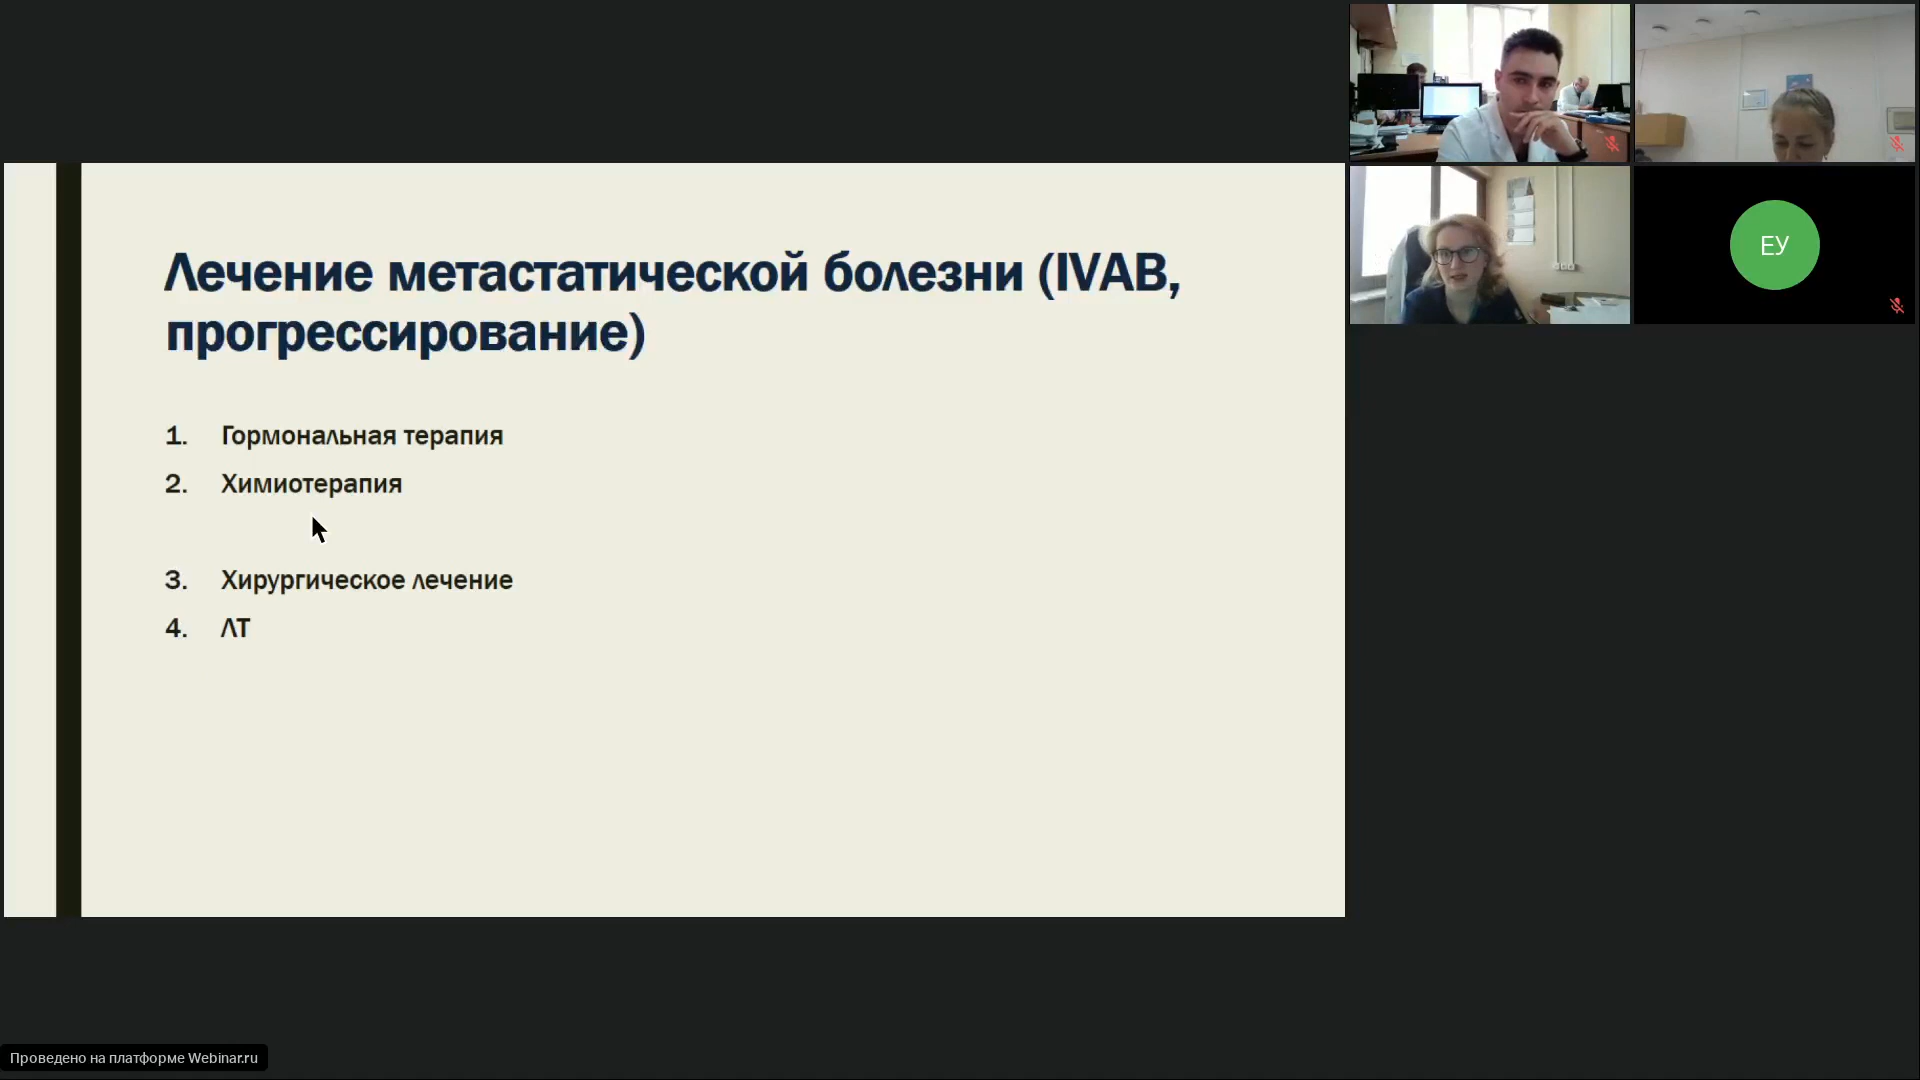 Лечение метастатической болезни (IVAB,
прогрессирование)
1. Гормональная терапия
2. Химиотерапия
3. Хирургическое лечение
4. ЛТ
ЕУ
Проведено на платформе Webinar.ru